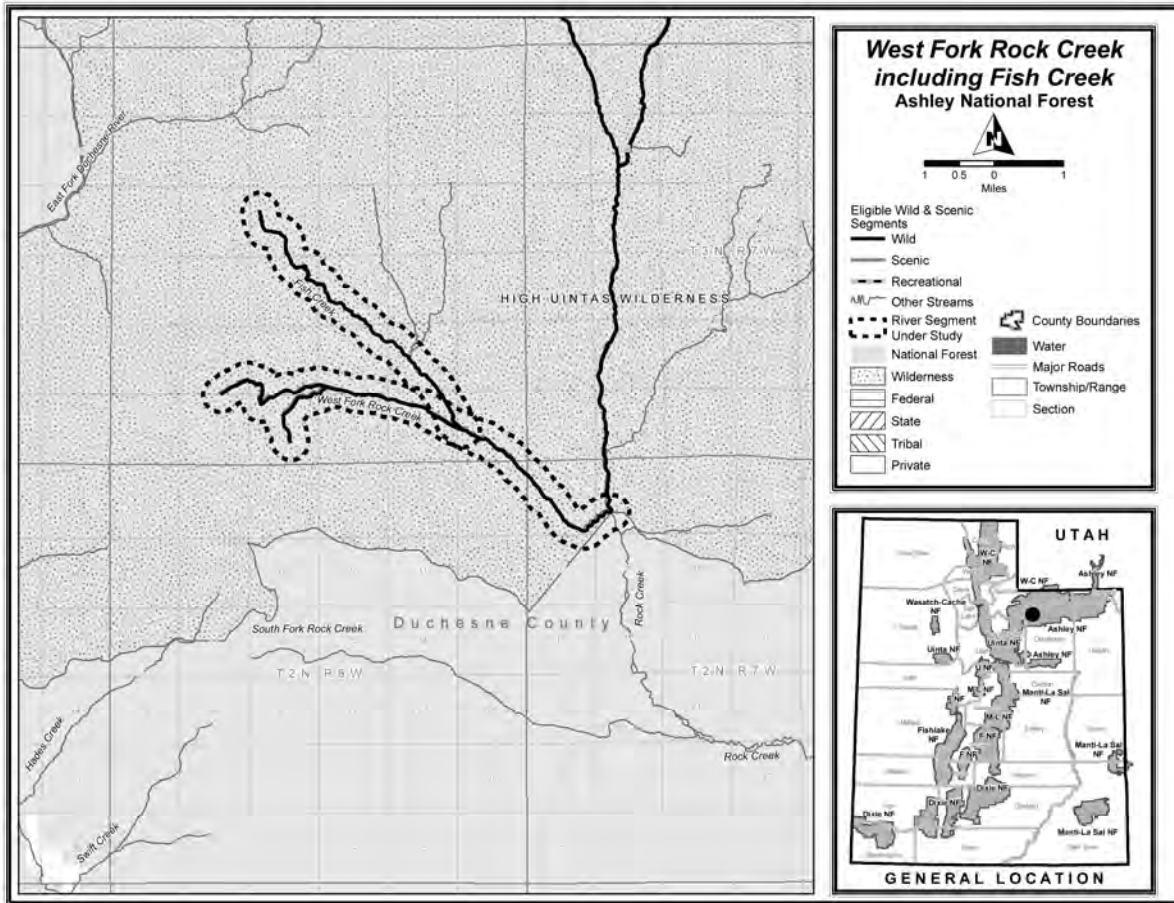 West Fork Rock Creek
including Fish Creek
Ashley National Forest
N
1 0.5 0 1
Miles
Eligible Wild & Scenic
Segments
Wild
Scenic
Recreational
Other Streams
River Segment
Under Study
National Forest
Wilderness
Federal
State
Tribal
Private
County Boundaries
Water
Major Roads
Township/Range
Section
East Fork Duchesne River
Fish Creek
T3N R7W
HIGH UINTAS WILDERNESS
West Fork Rock Creek
South Fork Rock Creek
Duchesne County
Rock Creek
T2N R8W
T2N R7W
Hades Creek
Rock Creek
Swift Creek
UTAH
W-C
NF
Ashley NF
W-C NF
Wasatch-Cache
NF
Ashley NF
Uinta NF
Uinta NF
Ashley NF
Manti-La Sal
NF
M-L NF
Fishlake
NF
F NF
Manti-La Sal
NF
Dixie NF
Dixie NF
Dixie NF
Manti-La Sal
NF
GENERAL LOCATION